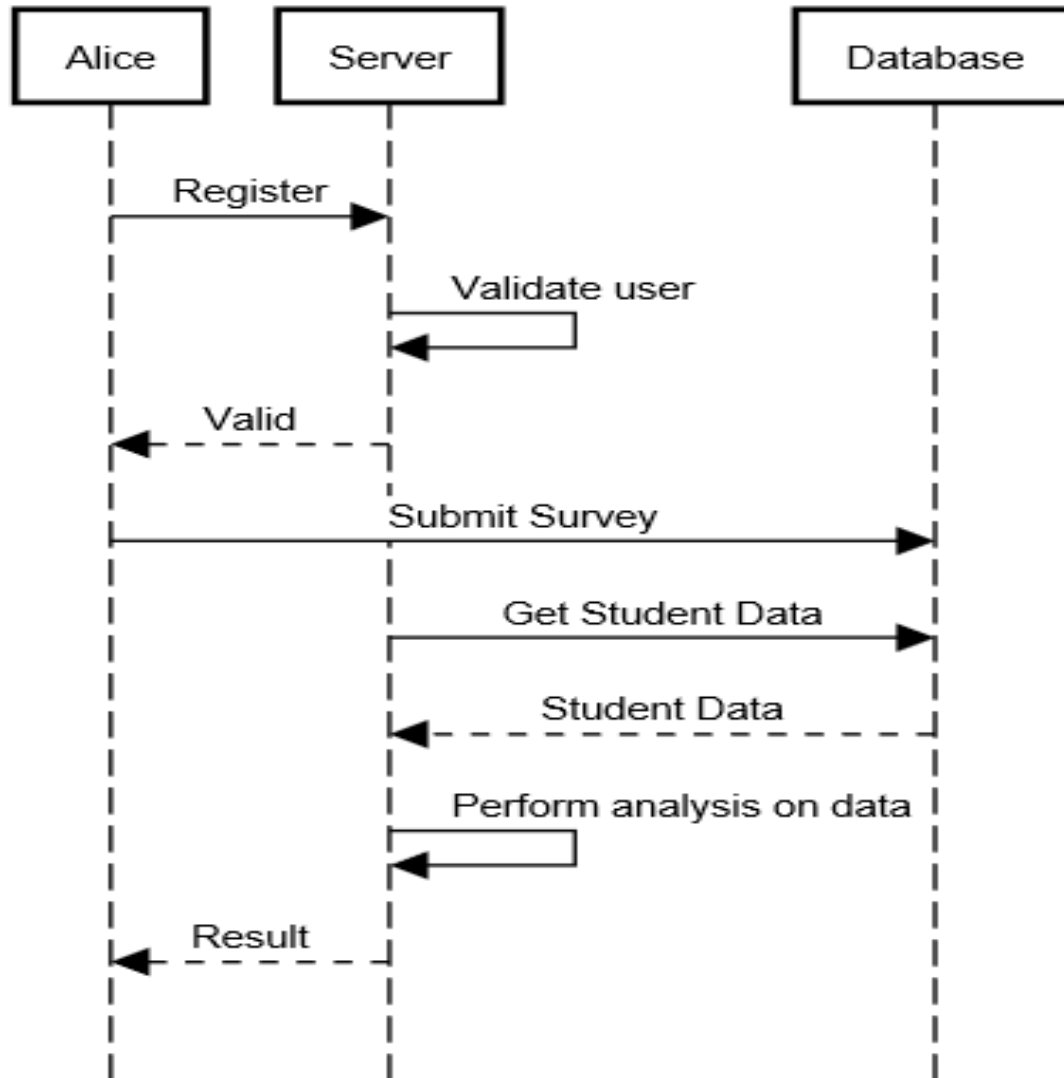 Alice
Server
Database
Register
Validate user
Valid
Submit Survey
Get Student Data
Student Data
Perform analysis on data
Result